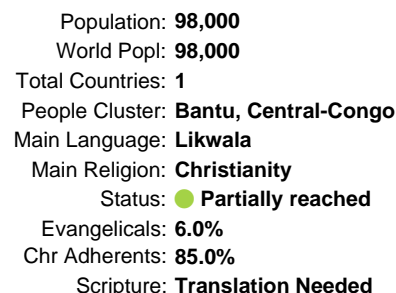 Population: 98,000
World Popl: 98,000
Total Countries: 1
People Cluster: Bantu, Central-Congo
Main Language: Likwala
Main Religion: Christianity
Status: Partially reached
Evangelicals: 6.0%
Chr Adherents: 85.0%
Scripture: Translation Needed